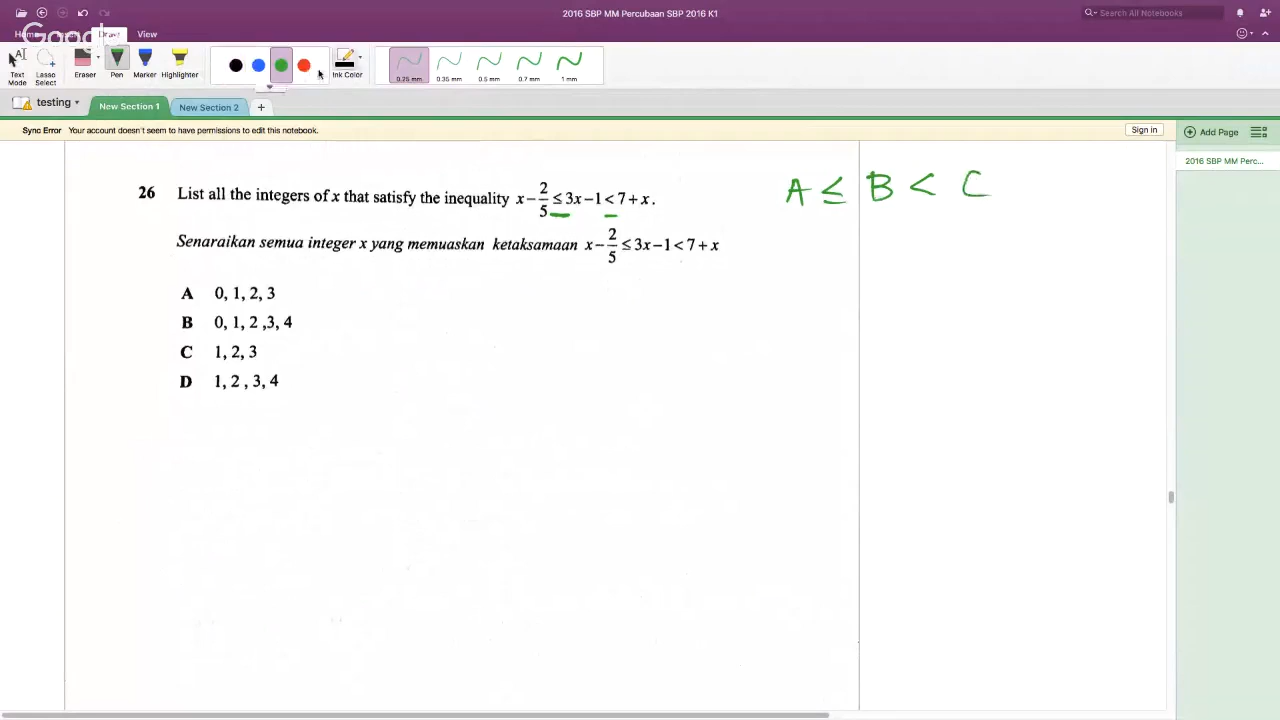 2016 SBP MM Percubaan SBP 2016 K1
Search All Notebooks
Google
Home Insert Draw View
Text Mode
Lasso Select
Eraser
Pen
Marker
Highlighter
Ink Color
0.25 mm
0.35 mm
0.5 mm
0.7 mm
1 mm
testing
New Section 1
New Section 2
+
Sync Error Your account doesn't seem to have permissions to edit this notebook.
Sign in
Add Page
2016 SBP MM Perc...
26 List all the integers of x that satisfy the inequality x − 2/5 ≤ 3x − 1 < 7 + x.
A ≤ B < C
Senaraikan semua integer x yang memuaskan ketaksamaan x − 2/5 ≤ 3x − 1 < 7 + x
A 0, 1, 2, 3
B 0, 1, 2 ,3, 4
C 1, 2, 3
D 1, 2 , 3, 4